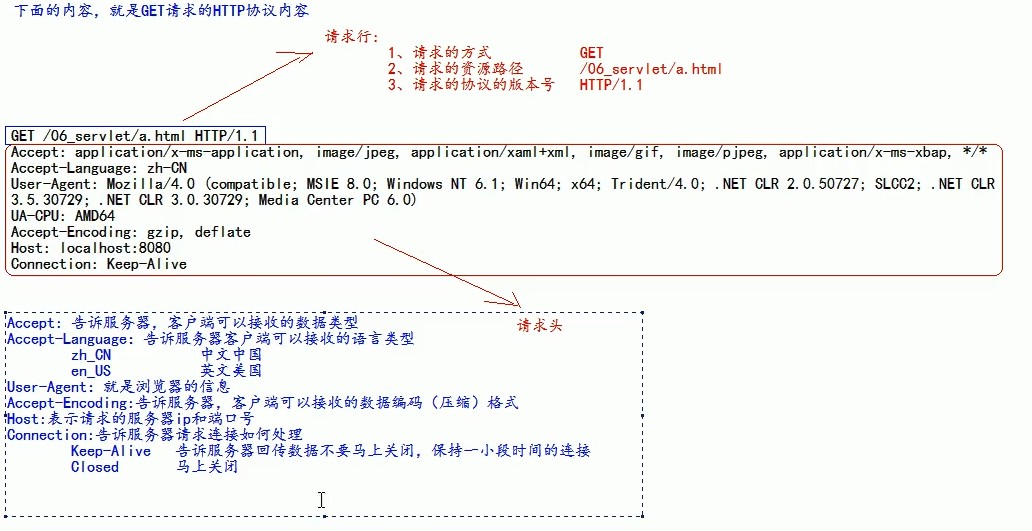 下面的内容，就是GET请求的HTTP协议内容
请求行：
1、请求的方式 GET
2、请求的资源路径 /06_servlet/a.html
3、请求的协议的版本号 HTTP/1.1
GET /06_servlet/a.html HTTP/1.1
Accept: application/x-ms-application, image/jpeg, application/xaml+xml, image/gif, image/pjpeg, application/x-ms-xbap, */*
Accept-Language: zh-CN
User-Agent: Mozilla/4.0 (compatible; MSIE 8.0; Windows NT 6.1; Win64; x64; Trident/4.0; .NET CLR 2.0.50727; SLCC2; .NET CLR
3.5.30729; .NET CLR 3.0.30729; Media Center PC 6.0)
UA-CPU: AMD64
Accept-Encoding: gzip, deflate
Host: localhost:8080
Connection: Keep-Alive
请求头
Accept: 告诉服务器，客户端可以接收的数据类型
Accept-Language: 告诉服务器客户端可以接收的语言类型
zh_CN 中文中国
en_US 英文美国
User-Agent: 就是浏览器的信息
Accept-Encoding:告诉服务器，客户端可以接收的数据编码（压缩）格式
Host:表示请求的服务器ip和端口号
Connection:告诉服务器请求连接如何处理
Keep-Alive 告诉服务器回传数据不要马上关闭，保持一小段时间的连接
Closed 马上关闭